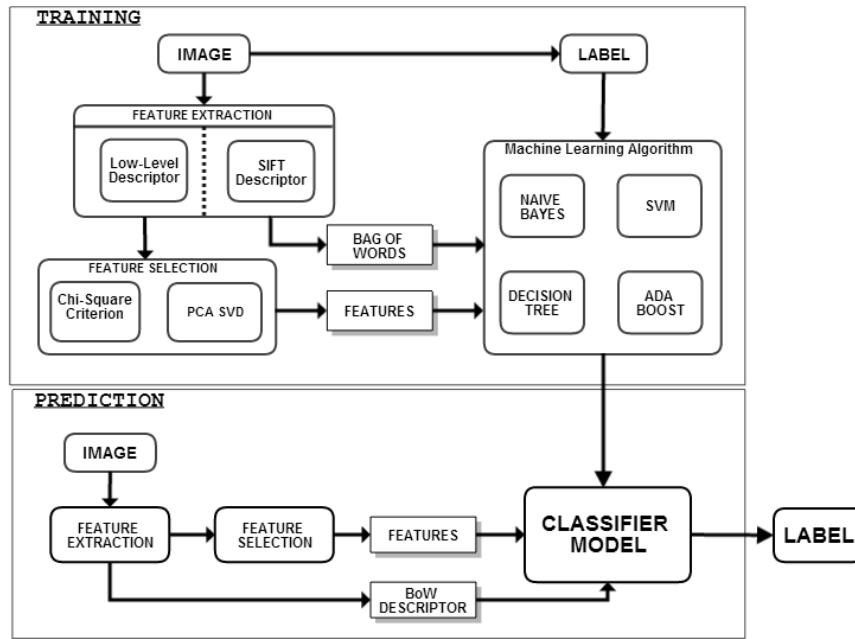 TRAINING
IMAGE
LABEL
FEATURE EXTRACTION
Low-Level
Descriptor
SIFT
Descriptor
Machine Learning Algorithm
NAIVE
BAYES
SVM
BAG OF
WORDS
FEATURE SELECTION
Chi-Square
Criterion
PCA SVD
FEATURES
DECISION
TREE
ADA
BOOST
PREDICTION
IMAGE
FEATURE
EXTRACTION
FEATURE
SELECTION
FEATURES
CLASSIFIER
MODEL
LABEL
BoW
DESCRIPTOR